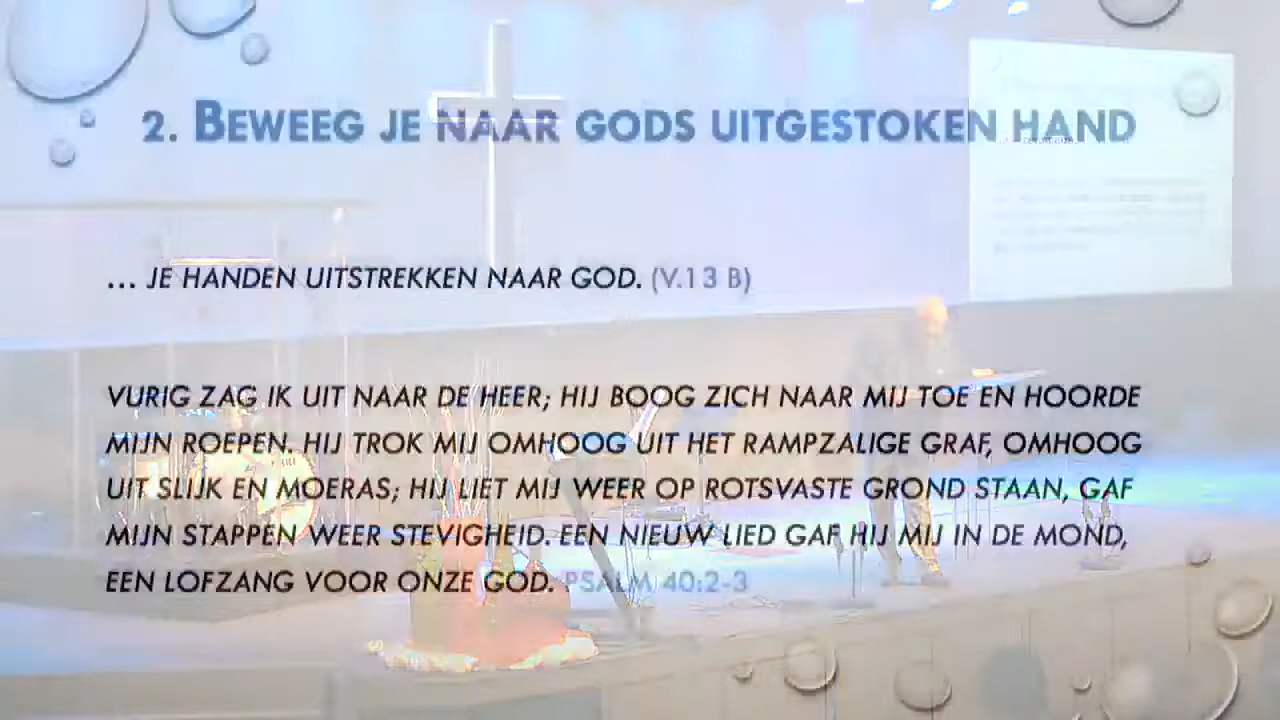 2. BEWEEG JE NAAR GODS UITGESTOKEN HAND
... JE HANDEN UITSTREKKEN NAAR GOD. (V.13 B)
VURIG ZAG IK UIT NAAR DE HEER; HIJ BOOG ZICH NAAR MIJ TOE EN HOORDE
MIJN ROEPEN. HIJ TROK MIJ OMHOOG UIT HET RAMPZALIGE GRAF, OMHOOG
UIT SLIJK EN MOERAS; HIJ LIET MIJ WEER OP ROTSVASTE GROND STAAN, GAF
MIJN STAPPEN WEER STEVIGHEID. EEN NIEUW LIED GAF HIJ MIJ IN DE MOND,
EEN LOFZANG VOOR ONZE GOD. PSALM 40:2-3